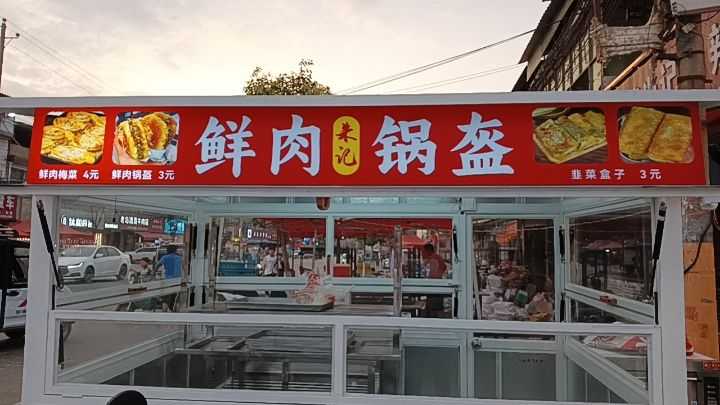 鲜肉 朱记 锅盔
鲜肉梅菜 4元
鲜肉锅盔 3元
韭菜盒子 3元